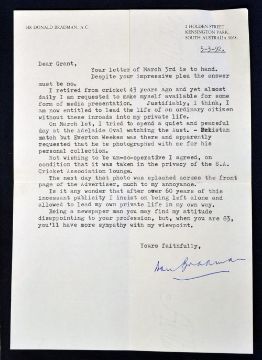 SIR DONALD BRADMAN, A.C.
2 HOLDEN STREET
KENSINGTON PARK,
SOUTH AUSTRALIA 5068
5-3-92.
Dear Grant,
Your letter of March 3rd is to hand.
Despite your impressive plea the answer
must be no.
I retired from cricket 43 years ago and yet almost
daily I am requested to make myself available for some
form of media presentation. Justifiably, I think, I
am now entitled to lead the life of an ordinary citizen
without these inroads into my private life.
On March 1st, I tried to spend a quiet and peaceful
day at the Adelaide Oval watching the Aust. - Pakistan
match but Everton Weekes was there and apparently
requested that he be photographed with me for his
personal collection.
Not wishing to be un-co-operative I agreed, on
condition that it was taken in the privacy of the S.A.
Cricket Association lounge.
The next day that photo was splashed across the front
page of the Advertiser, much to my annoyance.
Is it any wonder that after over 60 years of this
incessant publicity I insist on being left alone and
allowed to lead my own private life in my own way.
Being a newspaper man you may find my attitude
disappointing to your profession, but, when you are 83,
you'll have more sympathy with my viewpoint.
Yours faithfully,
Don Bradman